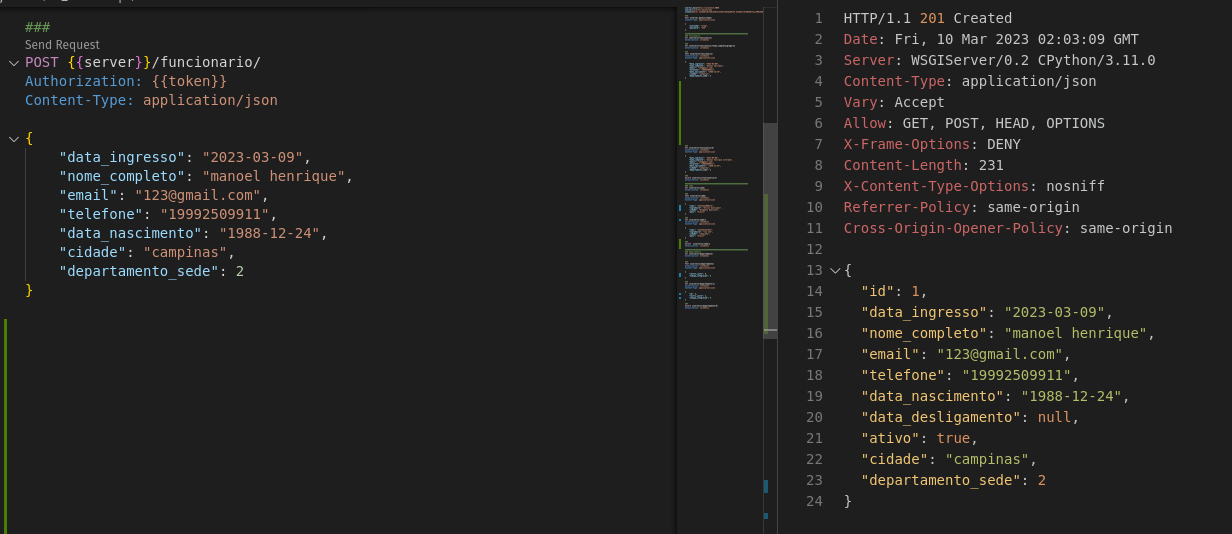 ###
Send Request
POST {{server}}/funcionario/
Authorization: {{token}}
Content-Type: application/json
{
"data_ingresso": "2023-03-09",
"nome_completo": "manoel henrique",
"email": "123@gmail.com",
"telefone": "19992509911",
"data_nascimento": "1988-12-24",
"cidade": "campinas",
"departamento_sede": 2
}
1 HTTP/1.1 201 Created
2 Date: Fri, 10 Mar 2023 02:03:09 GMT
3 Server: WSGIServer/0.2 CPython/3.11.0
4 Content-Type: application/json
5 Vary: Accept
6 Allow: GET, POST, HEAD, OPTIONS
7 X-Frame-Options: DENY
8 Content-Length: 231
9 X-Content-Type-Options: nosniff
10 Referrer-Policy: same-origin
11 Cross-Origin-Opener-Policy: same-origin
12
13 {
14 "id": 1,
15 "data_ingresso": "2023-03-09",
16 "nome_completo": "manoel henrique",
17 "email": "123@gmail.com",
18 "telefone": "19992509911",
19 "data_nascimento": "1988-12-24",
20 "data_desligamento": null,
21 "ativo": true,
22 "cidade": "campinas",
23 "departamento_sede": 2
24 }